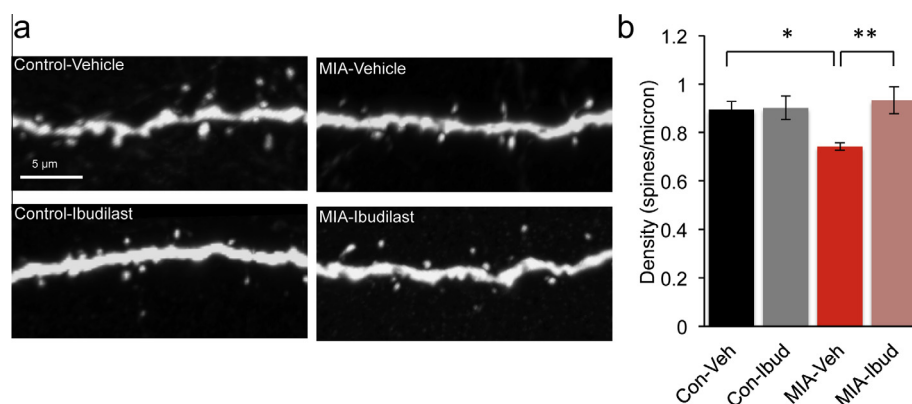 a
Control-Vehicle
MIA-Vehicle
5 µm
Control-Ibudilast
MIA-Ibudilast
b
* **
1.2
1
0.8
0.6
0.4
0.2
0
Density (spines/micron)
Con-Veh
Con-Ibud
MIA-Veh
MIA-Ibud